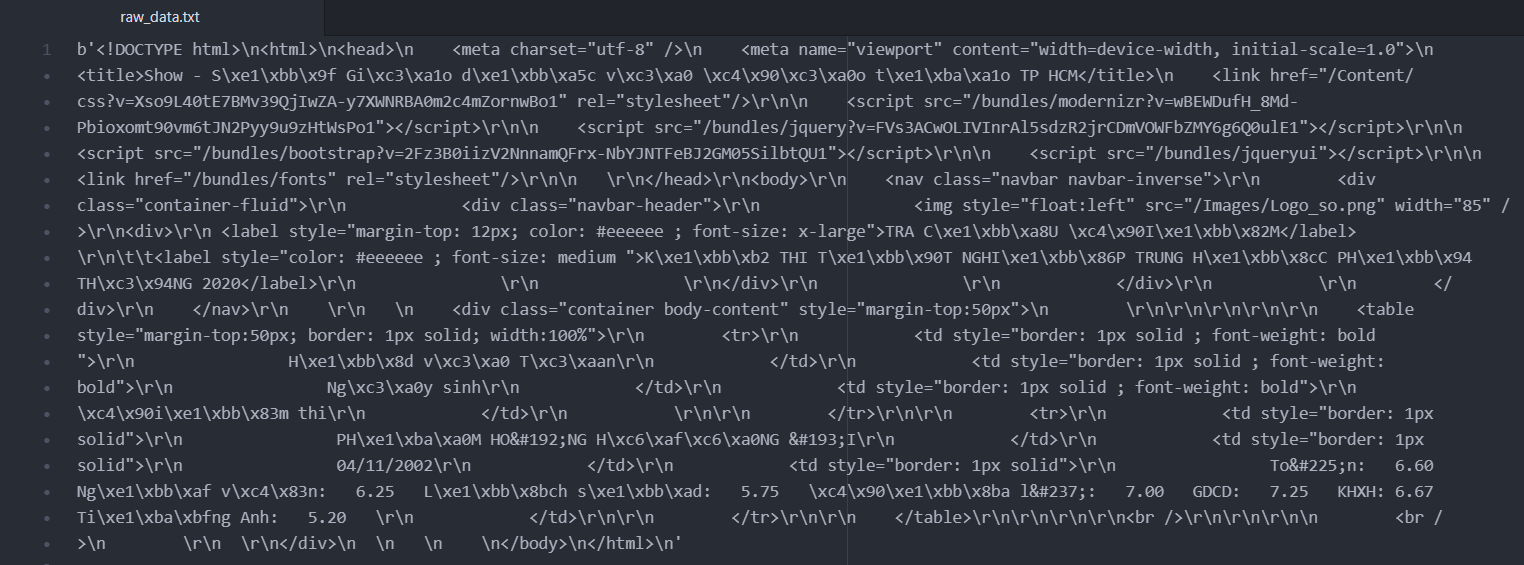 raw_data.txt
1 b'<!DOCTYPE html>\n<html>\n<head>\n    <meta charset="utf-8" />\n    <meta name="viewport" content="width=device-width, initial-scale=1.0">\n
<title>Show - S\xe1\xbb\x9f Gi\xc3\xa1o d\xe1\xbb\xa5c v\xc3\xa0 \xc4\x90\xc3\xa0o t\xe1\xba\xa1o TP HCM</title>\n    <link href="/Content/
css?v=Xso9L40tE7BMv39QjIwZA-y7XWNRBA0m2c4mZornwBo1" rel="stylesheet"/>\r\n\n    <script src="/bundles/modernizr?v=wBEWDufH_8Md-
Pbioxomt90vm6tJN2Pyy9u9zHtWsPo1"></script>\r\n\n    <script src="/bundles/jquery?v=FVs3ACwOLIVInrAl5sdzR2jrCDmVOWFbZMY6g6Q0ulE1"></script>\r\n\n
<script src="/bundles/bootstrap?v=2Fz3B0iizV2NnnamQFrx-NbYJNTFeBJ2GM05SilbtQU1"></script>\r\n\n    <script src="/bundles/jqueryui"></script>\r\n\n
<link href="/bundles/fonts" rel="stylesheet"/>\r\n\n   \r\n</head>\r\n<body>\r\n    <nav class="navbar navbar-inverse">\r\n        <div
class="container-fluid">\r\n            <div class="navbar-header">\r\n                <img style="float:left" src="/Images/Logo_so.png" width="85" /
>\r\n<div>\r\n <label style="margin-top: 12px; color: #eeeeee ; font-size: x-large">TRA C\xe1\xbb\xa8U \xc4\x90I\xe1\xbb\x82M</label>
\r\n\t\t<label style="color: #eeeeee ; font-size: medium ">K\xe1\xbb\xb2 THI T\xe1\xbb\x90T NGHI\xe1\xbb\x86P TRUNG H\xe1\xbb\x8cC PH\xe1\xbb\x94
TH\xc3\x94NG 2020</label>\r\n               \r\n               \r\n</div>\r\n               \r\n            </div>\r\n           \r\n        </
div>\r\n    </nav>\r\n    \r\n   \n    <div class="container body-content" style="margin-top:50px">\n        \r\n\r\n\r\n\r\n\r\n    <table
style="margin-top:50px; border: 1px solid; width:100%">\r\n        <tr>\r\n            <td style="border: 1px solid ; font-weight: bold
">\r\n                H\xe1\xbb\x8d v\xc3\xa0 T\xc3\xaan\r\n            </td>\r\n            <td style="border: 1px solid ; font-weight:
bold">\r\n                Ng\xc3\xa0y sinh\r\n            </td>\r\n            <td style="border: 1px solid ; font-weight: bold">\r\n
\xc4\x90i\xe1\xbb\x83m thi\r\n            </td>\r\n            \r\n\r\n        </tr>\r\n\r\n        <tr>\r\n            <td style="border: 1px
solid">\r\n                PH\xe1\xba\xa0M HO&#192;NG H\xc6\xaf\xc6\xa0NG &#193;I\r\n            </td>\r\n            <td style="border: 1px
solid">\r\n                04/11/2002\r\n            </td>\r\n            <td style="border: 1px solid">\r\n                To&#225;n:   6.60
Ng\xe1\xbb\xaf v\xc4\x83n:   6.25   L\xe1\xbb\x8bch s\xe1\xbb\xad:   5.75   \xc4\x90\xe1\xbb\x8ba l&#237;:   7.00   GDCD:   7.25   KHXH: 6.67
Ti\xe1\xba\xbfng Anh:   5.20   \r\n            </td>\r\n\r\n        </tr>\r\n\r\n    </table>\r\n\r\n\r\n\r\n<br />\r\n\r\n\r\n\n        <br /
>\n        \r\n  \r\n</div>\n  \n   \n    \n</body>\n</html>\n'